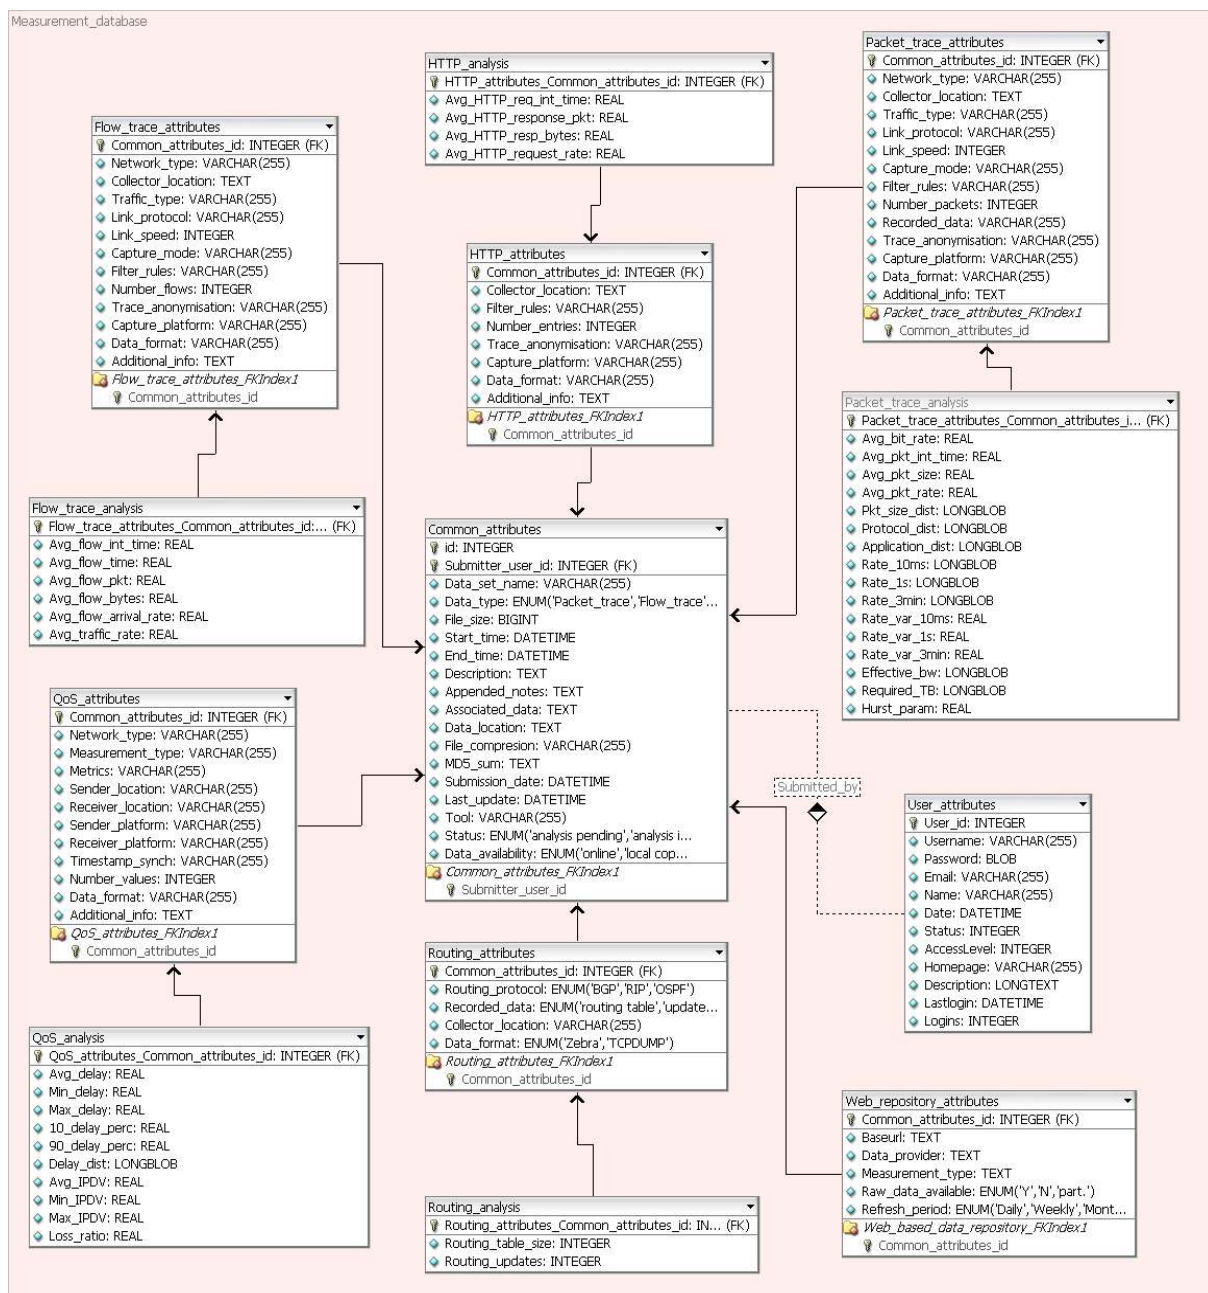 Measurement_database
Flow_trace_attributes
Common_attributes_id: INTEGER (FK)
Network_type: VARCHAR(255)
Collector_location: TEXT
Traffic_type: VARCHAR(255)
Link_protocol: VARCHAR(255)
Link_speed: INTEGER
Capture_mode: VARCHAR(255)
Filter_rules: VARCHAR(255)
Number_flows: INTEGER
Trace_anonymisation: VARCHAR(255)
Capture_platform: VARCHAR(255)
Data_format: VARCHAR(255)
Additional_info: TEXT
Flow_trace_attributes_FKIndex1
Common_attributes_id
Flow_trace_analysis
Flow_trace_attributes_Common_attributes_id:... (FK)
Avg_flow_int_time: REAL
Avg_flow_time: REAL
Avg_flow_pkt: REAL
Avg_flow_bytes: REAL
Avg_flow_arrival_rate: REAL
Avg_traffic_rate: REAL
QoS_attributes
Common_attributes_id: INTEGER (FK)
Network_type: VARCHAR(255)
Measurement_type: VARCHAR(255)
Metrics: VARCHAR(255)
Sender_location: VARCHAR(255)
Receiver_location: VARCHAR(255)
Sender_platform: VARCHAR(255)
Receiver_platform: VARCHAR(255)
Timestamp_synch: VARCHAR(255)
Number_values: INTEGER
Data_format: VARCHAR(255)
Additional_info: TEXT
QoS_attributes_FKIndex1
Common_attributes_id
QoS_analysis
QoS_attributes_Common_attributes_id: INTEGER (FK)
Avg_delay: REAL
Min_delay: REAL
Max_delay: REAL
10_delay_perc: REAL
90_delay_perc: REAL
Delay_dist: LONGBLOB
Avg_IPDV: REAL
Min_IPDV: REAL
Max_IPDV: REAL
Loss_ratio: REAL
HTTP_analysis
HTTP_attributes_Common_attributes_id: INTEGER (FK)
Avg_HTTP_req_int_time: REAL
Avg_HTTP_response_pkt: REAL
Avg_HTTP_resp_bytes: REAL
Avg_HTTP_request_rate: REAL
HTTP_attributes
Common_attributes_id: INTEGER (FK)
Collector_location: TEXT
Filter_rules: VARCHAR(255)
Number_entries: INTEGER
Trace_anonymisation: VARCHAR(255)
Capture_platform: VARCHAR(255)
Data_format: VARCHAR(255)
Additional_info: TEXT
HTTP_attributes_FKIndex1
Common_attributes_id
Common_attributes
id: INTEGER
Submitter_user_id: INTEGER (FK)
Data_set_name: VARCHAR(255)
Data_type: ENUM('Packet_trace','Flow_trace'...
File_size: BIGINT
Start_time: DATETIME
End_time: DATETIME
Description: TEXT
Appended_notes: TEXT
Associated_data: TEXT
Data_location: TEXT
File_compresion: VARCHAR(255)
MD5_sum: TEXT
Submission_date: DATETIME
Last_update: DATETIME
Tool: VARCHAR(255)
Status: ENUM('analysis pending','analysis i...
Data_availability: ENUM('online','local cop...
Common_attributes_FKIndex1
Submitter_user_id
Routing_attributes
Common_attributes_id: INTEGER (FK)
Routing_protocol: ENUM('BGP','RIP','OSPF')
Recorded_data: ENUM('routing table','update...
Collector_location: VARCHAR(255)
Data_format: ENUM('Zebra','TCPDUMP')
Routing_attributes_FKIndex1
Common_attributes_id
Routing_analysis
Routing_attributes_Common_attributes_id: IN... (FK)
Routing_table_size: INTEGER
Routing_updates: INTEGER
Packet_trace_attributes
Common_attributes_id: INTEGER (FK)
Network_type: VARCHAR(255)
Collector_location: TEXT
Traffic_type: VARCHAR(255)
Link_protocol: VARCHAR(255)
Link_speed: INTEGER
Capture_mode: VARCHAR(255)
Filter_rules: VARCHAR(255)
Number_packets: INTEGER
Recorded_data: VARCHAR(255)
Trace_anonymisation: VARCHAR(255)
Capture_platform: VARCHAR(255)
Data_format: VARCHAR(255)
Additional_info: TEXT
Packet_trace_attributes_FKIndex1
Common_attributes_id
Packet_trace_analysis
Packet_trace_attributes_Common_attributes_i... (FK)
Avg_bit_rate: REAL
Avg_pkt_int_time: REAL
Avg_pkt_size: REAL
Avg_pkt_rate: REAL
Pkt_size_dist: LONGBLOB
Protocol_dist: LONGBLOB
Application_dist: LONGBLOB
Rate_10ms: LONGBLOB
Rate_1s: LONGBLOB
Rate_3min: LONGBLOB
Rate_var_10ms: REAL
Rate_var_1s: REAL
Rate_var_3min: REAL
Effective_bw: LONGBLOB
Required_TB: LONGBLOB
Hurst_param: REAL
Submitted_by
User_attributes
User_id: INTEGER
Username: VARCHAR(255)
Password: BLOB
Email: VARCHAR(255)
Name: VARCHAR(255)
Date: DATETIME
Status: INTEGER
AccessLevel: INTEGER
Homepage: VARCHAR(255)
Description: LONGTEXT
Lastlogin: DATETIME
Logins: INTEGER
Web_repository_attributes
Common_attributes_id: INTEGER (FK)
Baseurl: TEXT
Data_provider: TEXT
Measurement_type: TEXT
Raw_data_available: ENUM('Y','N','part.')
Refresh_period: ENUM('Daily','Weekly','Mont...
Web_based_data_repository_FKIndex1
Common_attributes_id